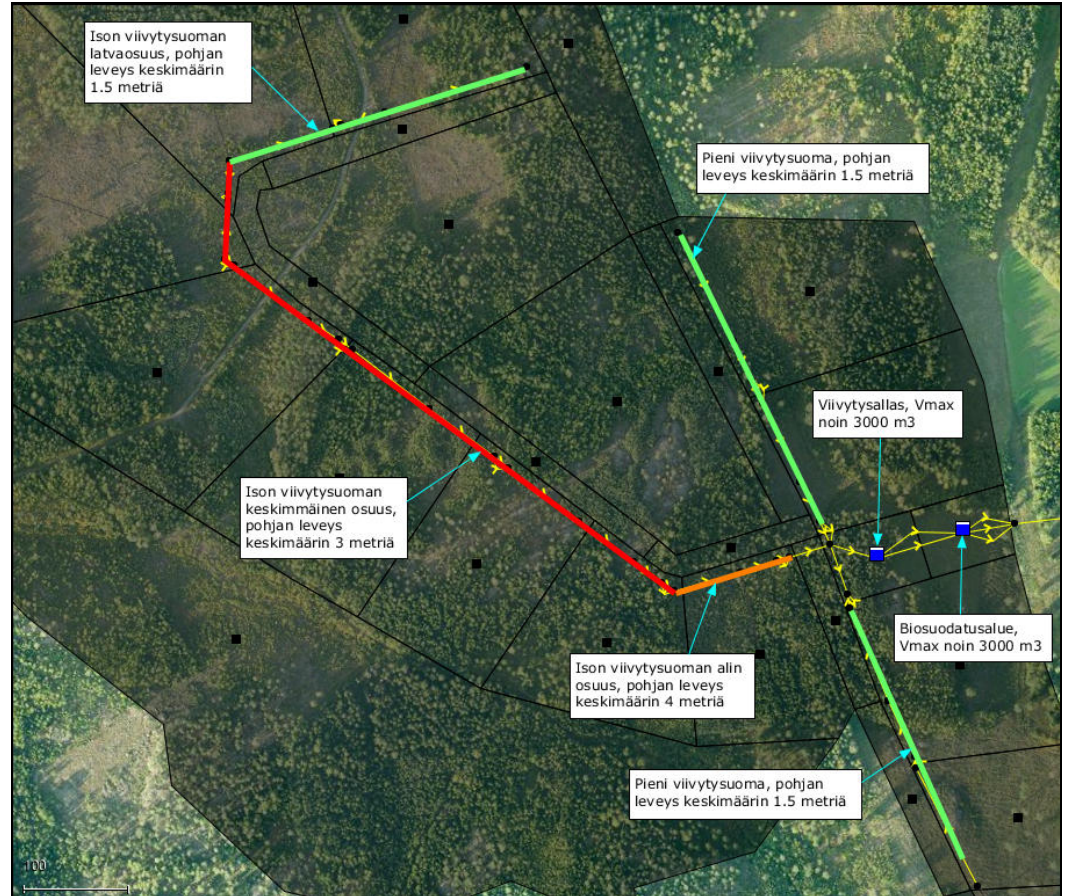 Ison viivytysuoman
latvaosuus, pohjan
leveys keskimäärin
1.5 metriä
Pieni viivytysuoma, pohjan
leveys keskimäärin 1.5 metriä
Viivytysallas, Vmax
noin 3000 m3
Ison viivytysuoman
keskimmäinen osuus,
pohjan leveys
keskimäärin 3 metriä
Biosuodatusalue,
Vmax noin 3000 m3
Ison viivytysuoman alin
osuus, pohjan leveys
keskimäärin 4 metriä
Pieni viivytysuoma, pohjan
leveys keskimäärin 1.5 metriä
100